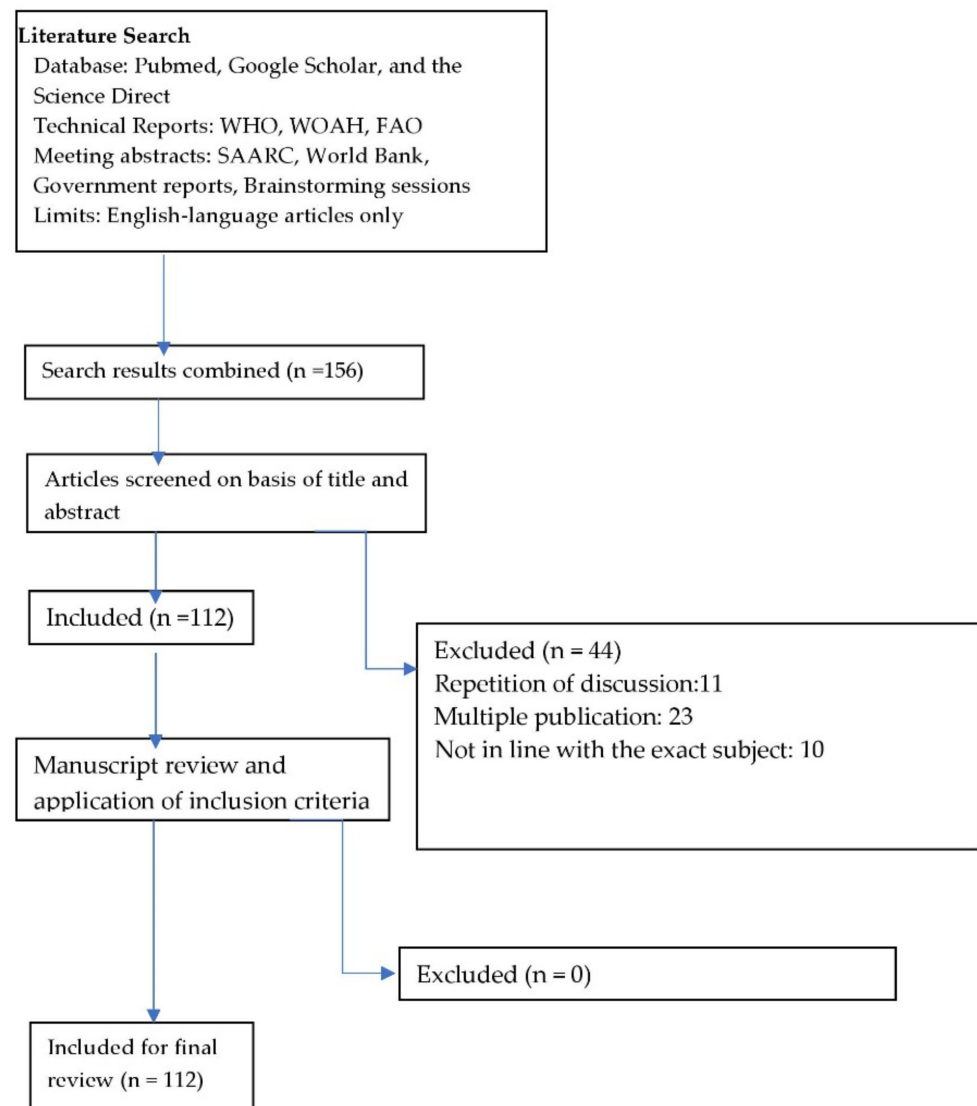 Literature Search
Database: Pubmed, Google Scholar, and the
Science Direct
Technical Reports: WHO, WOAH, FAO
Meeting abstracts: SAARC, World Bank,
Government reports, Brainstorming sessions
Limits: English-language articles only
Search results combined (n =156)
Articles screened on basis of title and
abstract
Included (n =112)
Excluded (n = 44)
Repetition of discussion:11
Multiple publication: 23
Not in line with the exact subject: 10
Manuscript review and
application of inclusion criteria
Excluded (n = 0)
Included for final
review (n = 112)